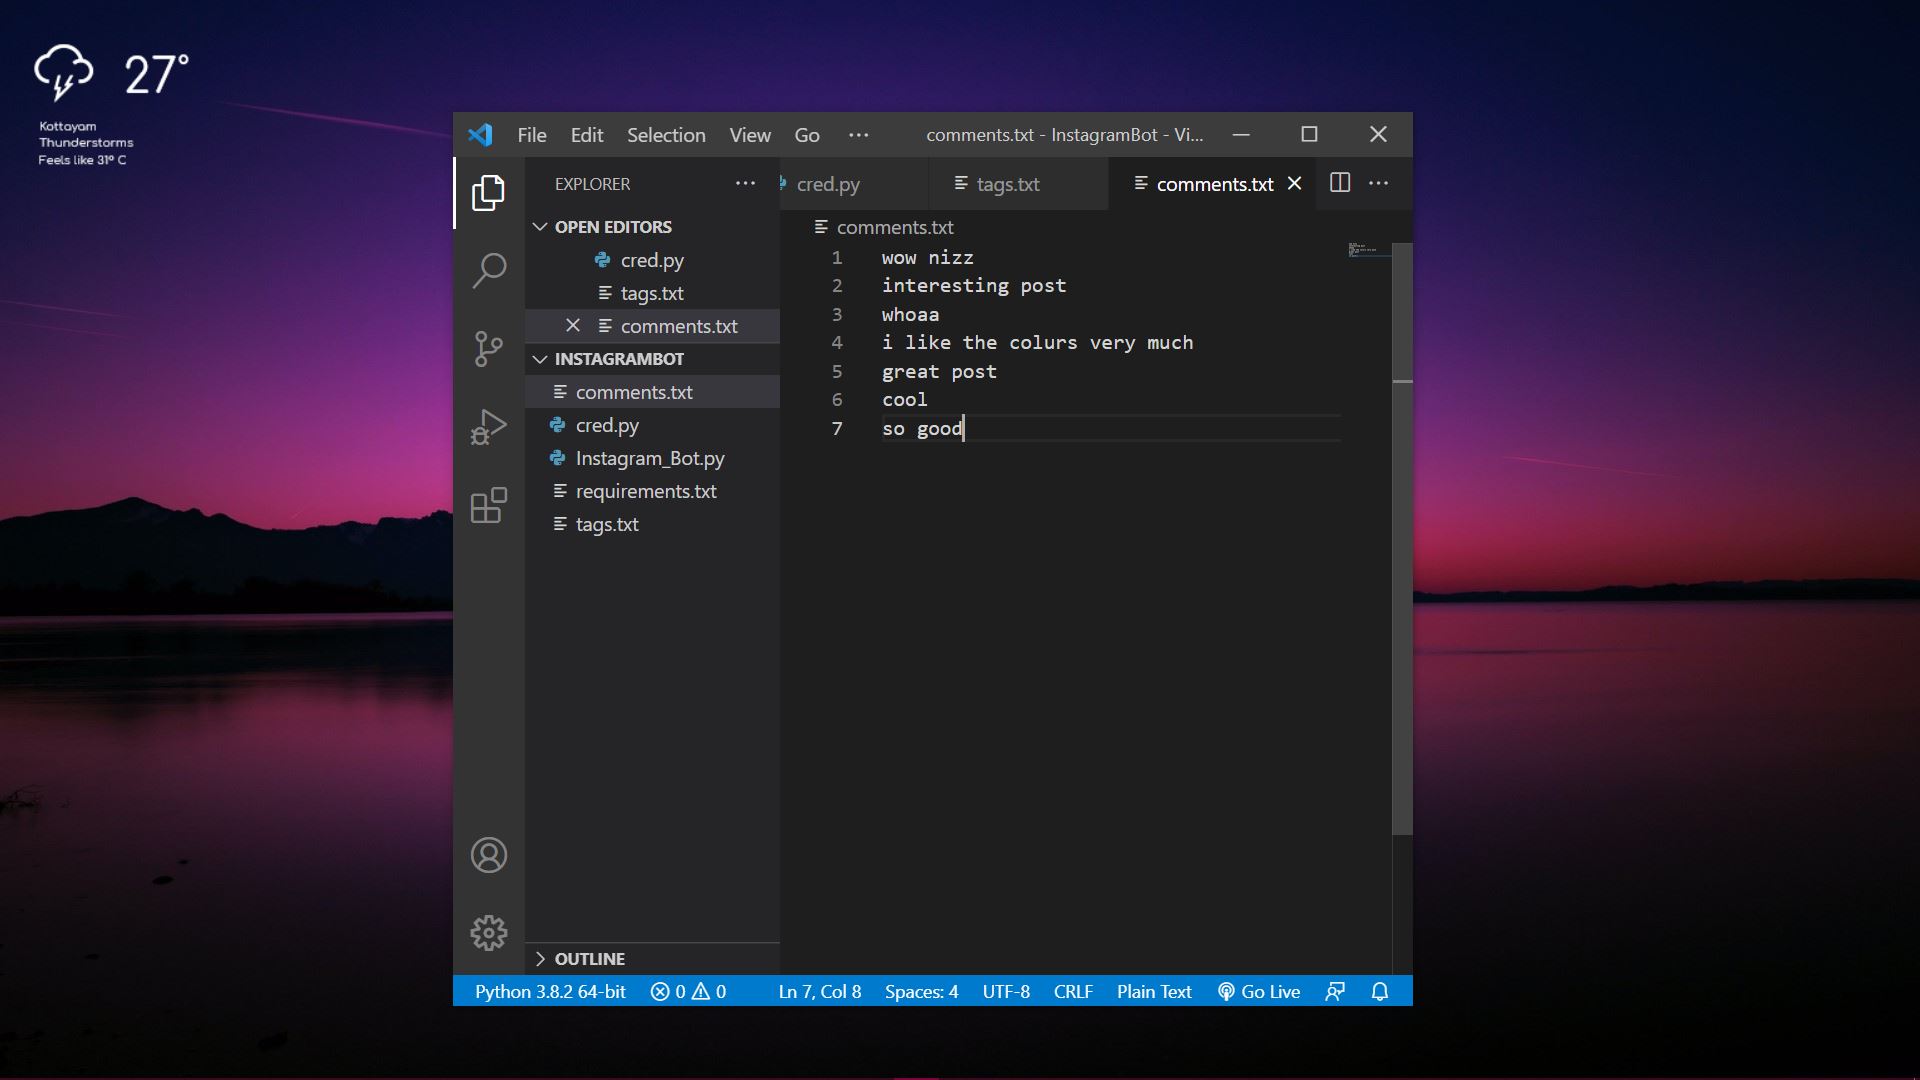 27°
Kottayam
Thunderstorms
Feels like 31° C
File Edit Selection View Go ···
comments.txt - InstagramBot - Vi...
EXPLORER ···
OPEN EDITORS
cred.py
tags.txt
comments.txt
INSTAGRAMBOT
comments.txt
cred.py
Instagram_Bot.py
requirements.txt
tags.txt
OUTLINE
cred.py tags.txt comments.txt ···
comments.txt
1 wow nizz
2 interesting post
3 whoaa
4 i like the colurs very much
5 great post
6 cool
7 so good
Python 3.8.2 64-bit 0 0 Ln 7, Col 8 Spaces: 4 UTF-8 CRLF Plain Text Go Live